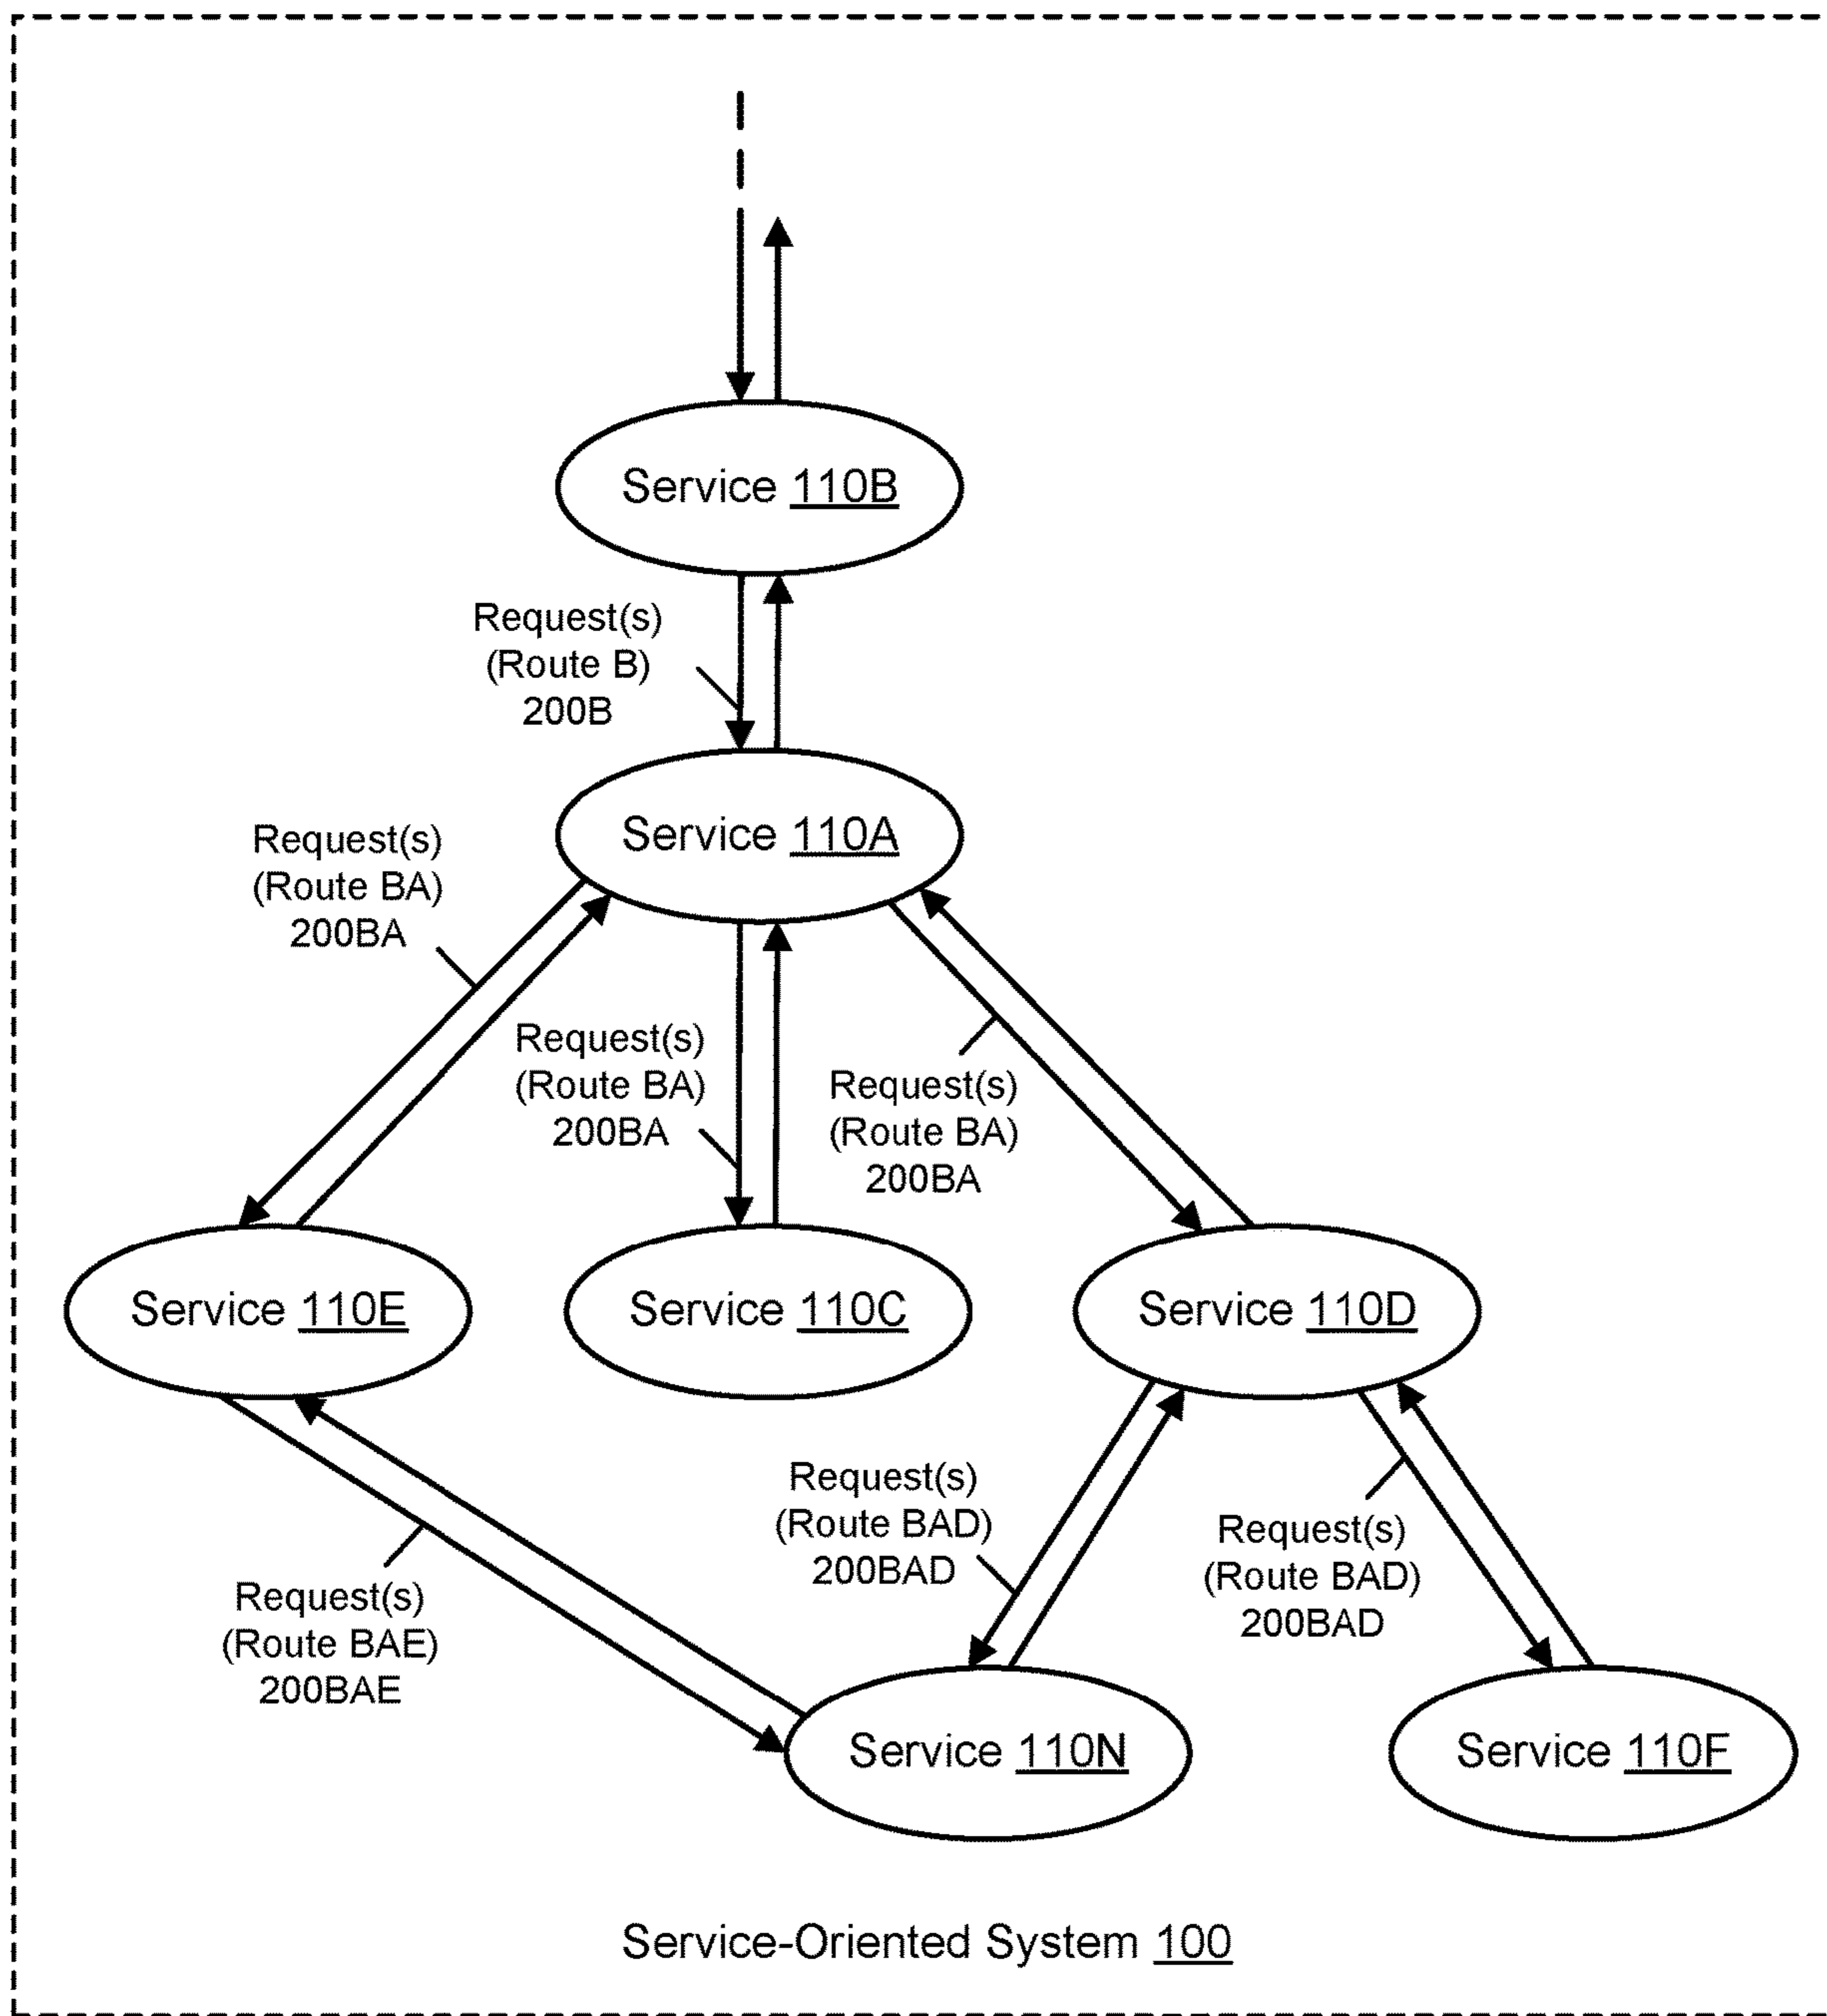 Service 110B
Request(s)
(Route B)
200B
Service 110A
Request(s)
(Route BA)
200BA
Request(s)
(Route BA)
200BA
Request(s)
(Route BA)
200BA
Service 110E
Service 110C
Service 110D
Request(s)
(Route BAD)
200BAD
Request(s)
(Route BAD)
200BAD
Request(s)
(Route BAE)
200BAE
Service 110N
Service 110F
Service-Oriented System 100